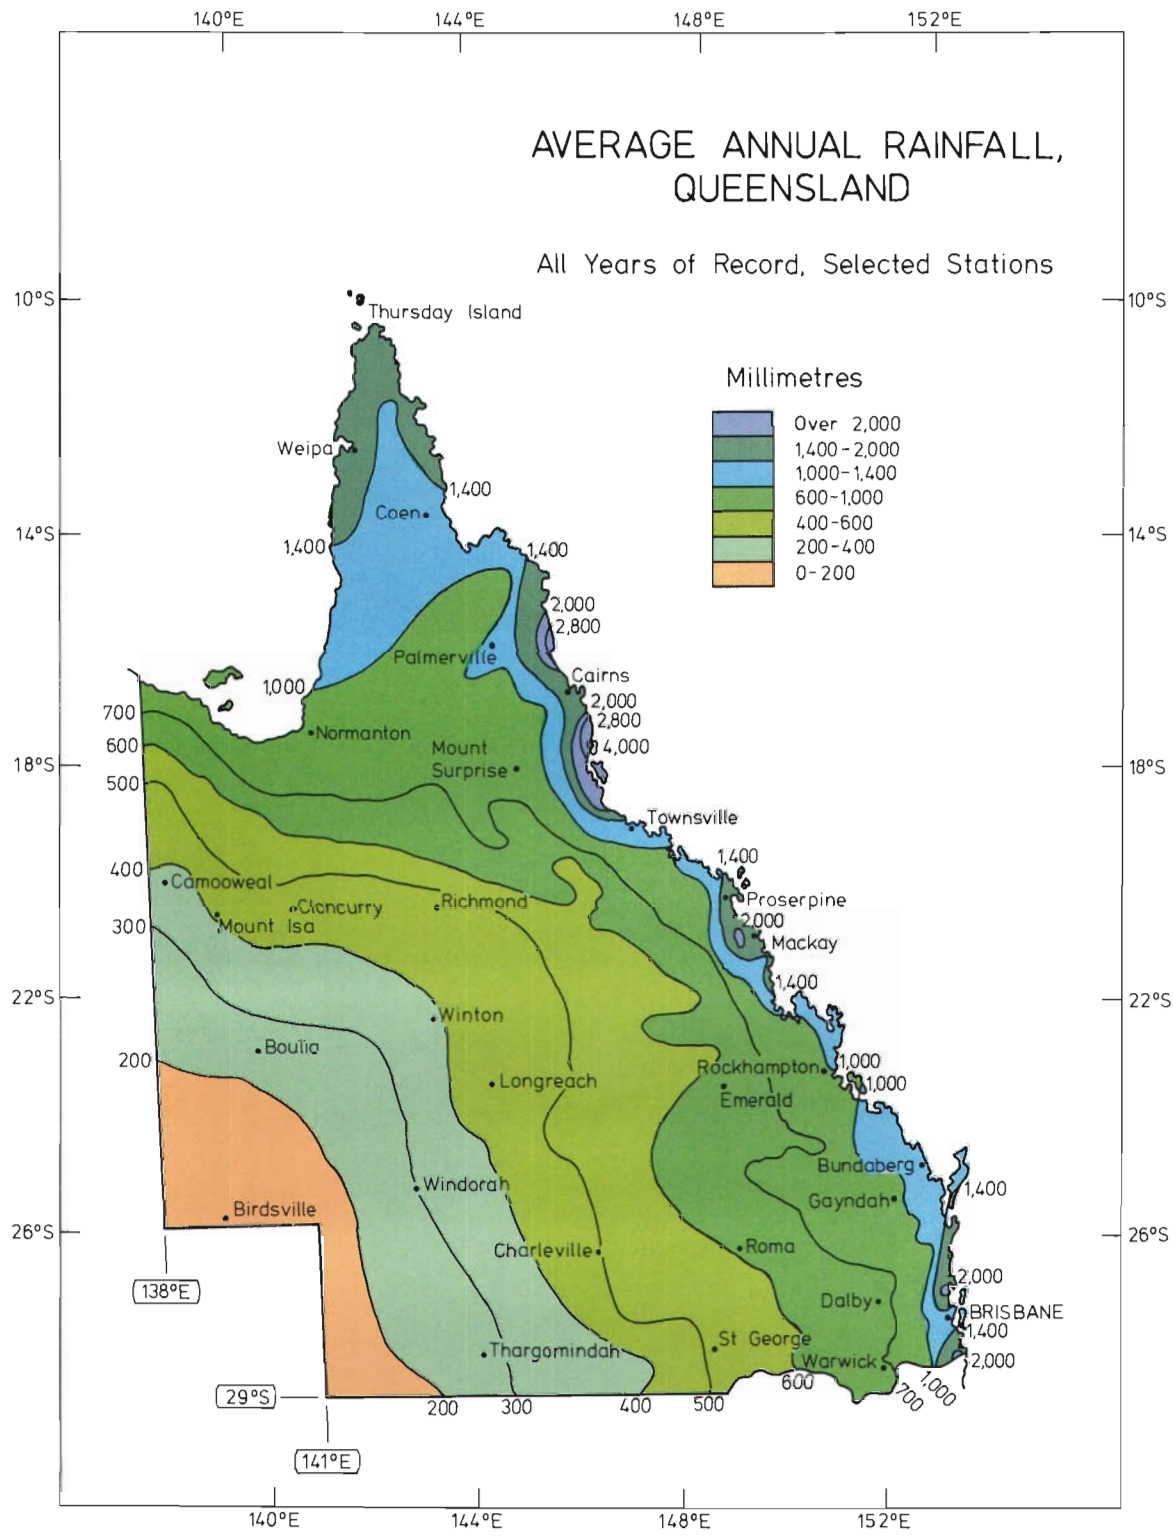 140°E 144°E 148°E 152°E
AVERAGE ANNUAL RAINFALL,
QUEENSLAND
All Years of Record, Selected Stations
10°S 10°S
Thursday Island
Millimetres
Over 2,000
1,400-2,000
1,000-1,400
600-1,000
400-600
200-400
0-200
Weipa
1,400
Coen
14°S 14°S
1,400
1,400
2,000
2,800
Palmerville
Cairns
1,000
2,000
700
2,800
Normanton
600
4,000
Mount
Surprise
18°S 18°S
500
Townsville
1,400
400
Camooweal
Proserpine
Richmond
Cloncurry
2,000
Mount Isa
300
Mackay
1,400
22°S 22°S
Winton
Boulia
200
1,000
Rockhampton
Longreach
1,000
Emerald
Bundaberg
Windorah
1,400
Gayndah
Birdsville
26°S 26°S
Roma
Charleville
2,000
138°E
Dalby
BRISBANE
1,400
St George
Thargomindah
2,000
Warwick
600
1,000
700
29°S
200 300 400 500
141°E
140°E 144°E 148°E 152°E